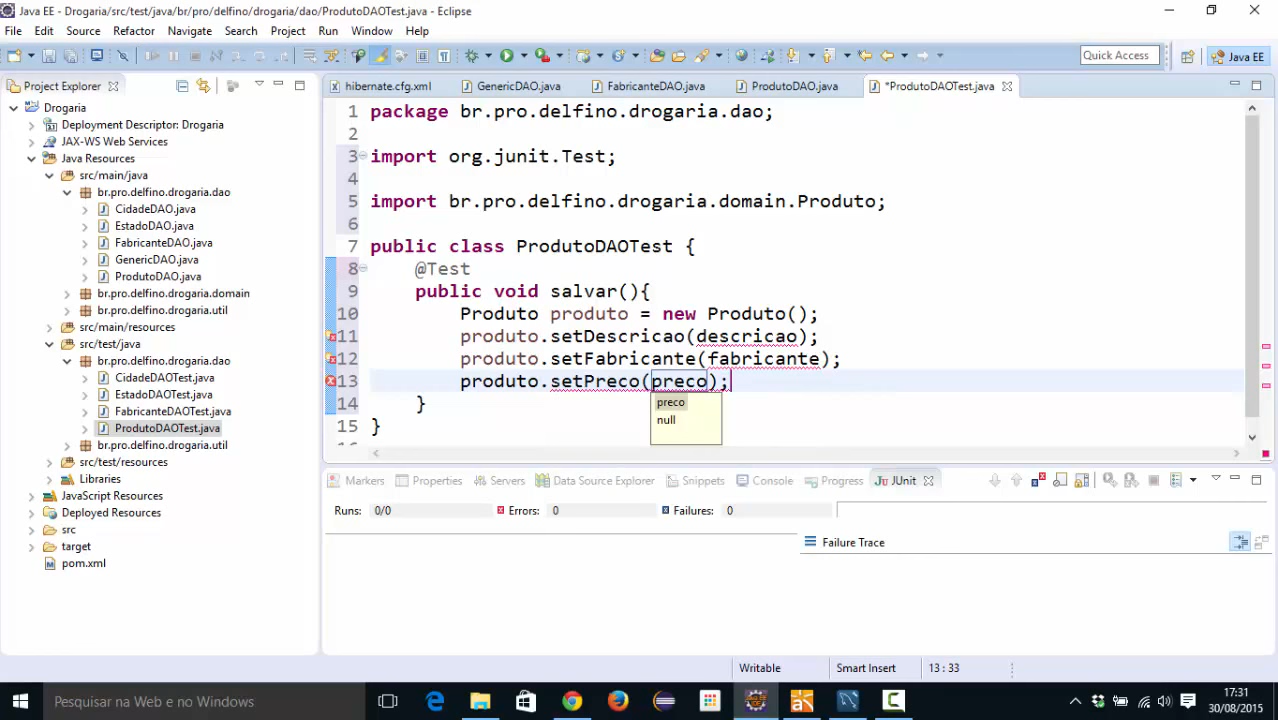 Java EE - Drogaria/src/test/java/br/pro/delfino/drogaria/dao/ProdutoDAOTest.java - Eclipse
File Edit Source Refactor Navigate Search Project Run Window Help
Quick Access
Java EE
Project Explorer
hibernate.cfg.xml
GenericDAO.java
FabricanteDAO.java
ProdutoDAO.java
*ProdutoDAOTest.java
Drogaria
Deployment Descriptor: Drogaria
JAX-WS Web Services
Java Resources
src/main/java
br.pro.delfino.drogaria.dao
CidadeDAO.java
EstadoDAO.java
FabricanteDAO.java
GenericDAO.java
ProdutoDAO.java
br.pro.delfino.drogaria.domain
br.pro.delfino.drogaria.util
src/main/resources
src/test/java
br.pro.delfino.drogaria.dao
CidadeDAOTest.java
EstadoDAOTest.java
FabricanteDAOTest.java
ProdutoDAOTest.java
br.pro.delfino.drogaria.util
src/test/resources
Libraries
JavaScript Resources
Deployed Resources
src
target
pom.xml
1 package br.pro.delfino.drogaria.dao;
2
3 import org.junit.Test;
4
5 import br.pro.delfino.drogaria.domain.Produto;
6
7 public class ProdutoDAOTest {
8 @Test
9 public void salvar(){
10 Produto produto = new Produto();
11 produto.setDescricao(descricao);
12 produto.setFabricante(fabricante);
13 produto.setPreco(preco);
14 }
15 }
16
preco
null
Markers Properties Servers Data Source Explorer Snippets Console Progress JUnit
Runs: 0/0 Errors: 0 Failures: 0
Failure Trace
Writable Smart Insert 13 : 33
Pesquisar na Web e no Windows
17:31
30/08/2015